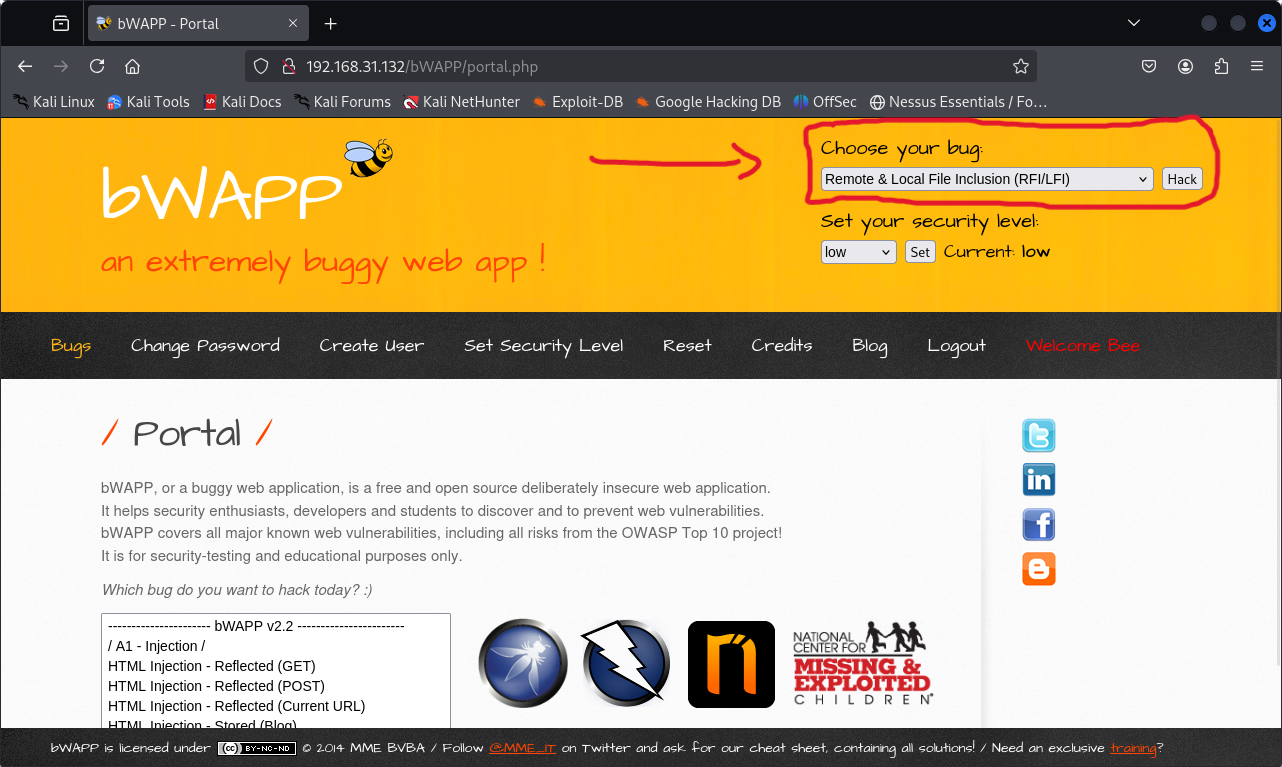 bWAPP - Portal
192.168.31.132/bWAPP/portal.php
Kali Linux Kali Tools Kali Docs Kali Forums Kali NetHunter Exploit-DB Google Hacking DB OffSec Nessus Essentials / Fo…
bWAPP
an extremely buggy web app !
Choose your bug:
Remote & Local File Inclusion (RFI/LFI) Hack
Set your security level:
low Set Current: low
Bugs Change Password Create User Set Security Level Reset Credits Blog Logout Welcome Bee
/ Portal /
bWAPP, or a buggy web application, is a free and open source deliberately insecure web application.
It helps security enthusiasts, developers and students to discover and to prevent web vulnerabilities.
bWAPP covers all major known web vulnerabilities, including all risks from the OWASP Top 10 project!
It is for security-testing and educational purposes only.
Which bug do you want to hack today? :)
---------------------- bWAPP v2.2 -----------------------
/ A1 - Injection /
HTML Injection - Reflected (GET)
HTML Injection - Reflected (POST)
HTML Injection - Reflected (Current URL)
HTML Injection - Stored (Blog)
NATIONAL
CENTER FOR
MISSING &
EXPLOITED
CHILDREN
bWAPP is licensed under (cc) BY-NC-ND © 2014 MME BVBA / Follow @MME_IT on Twitter and ask for our cheat sheet, containing all solutions! / Need an exclusive training?